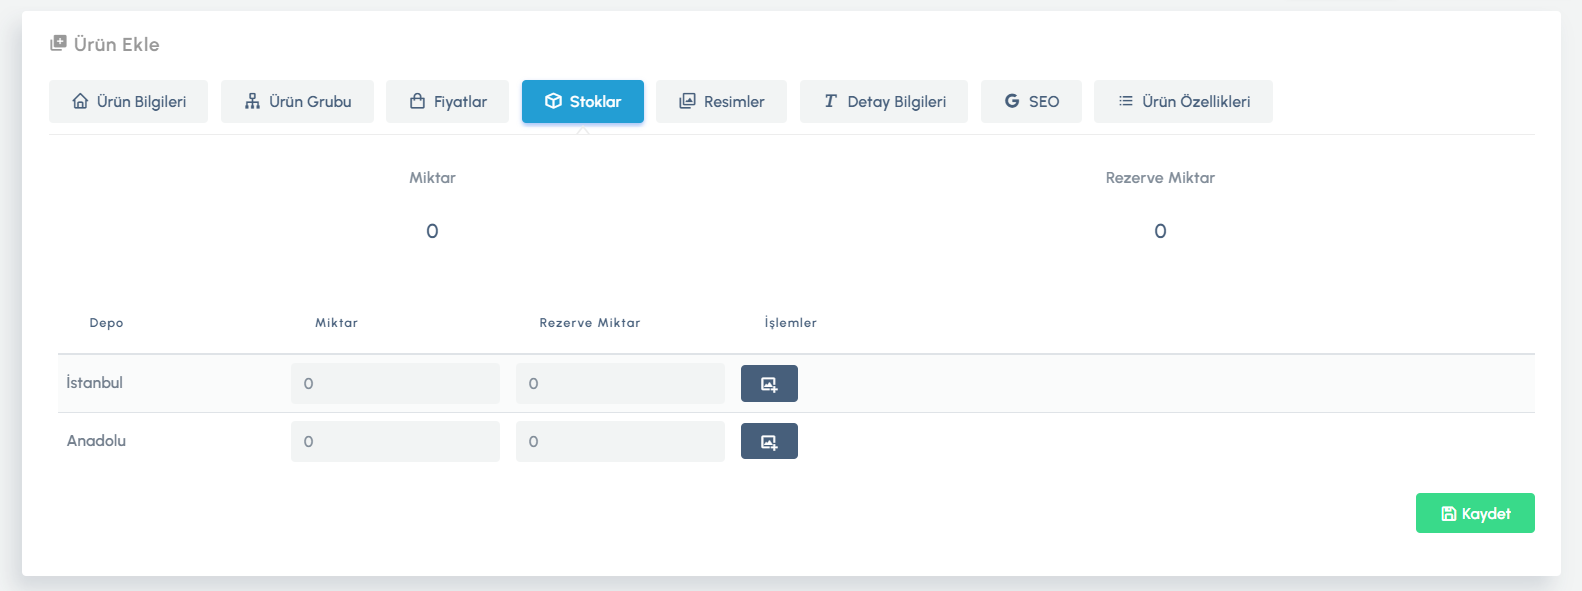 Ürün Ekle
Ürün Bilgileri Ürün Grubu Fiyatlar Stoklar Resimler Detay Bilgileri SEO Ürün Özellikleri
Miktar Rezerve Miktar
0 0
Depo Miktar Rezerve Miktar İşlemler
İstanbul 0 0
Anadolu 0 0
Kaydet